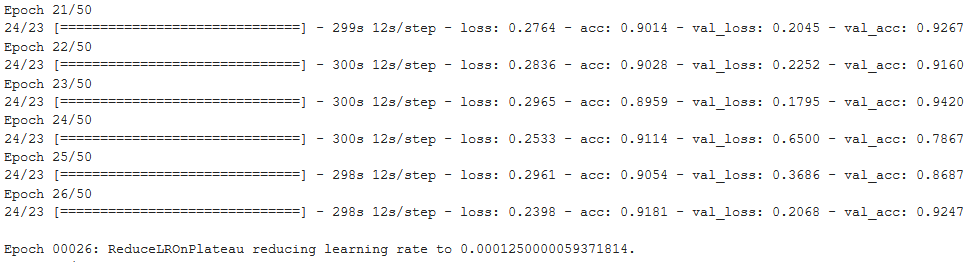 Epoch 21/50
24/23 [==============================] - 299s 12s/step - loss: 0.2764 - acc: 0.9014 - val_loss: 0.2045 - val_acc: 0.9267
Epoch 22/50
24/23 [==============================] - 300s 12s/step - loss: 0.2836 - acc: 0.9028 - val_loss: 0.2252 - val_acc: 0.9160
Epoch 23/50
24/23 [==============================] - 300s 12s/step - loss: 0.2965 - acc: 0.8959 - val_loss: 0.1795 - val_acc: 0.9420
Epoch 24/50
24/23 [==============================] - 300s 12s/step - loss: 0.2533 - acc: 0.9114 - val_loss: 0.6500 - val_acc: 0.7867
Epoch 25/50
24/23 [==============================] - 298s 12s/step - loss: 0.2961 - acc: 0.9054 - val_loss: 0.3686 - val_acc: 0.8687
Epoch 26/50
24/23 [==============================] - 298s 12s/step - loss: 0.2398 - acc: 0.9181 - val_loss: 0.2068 - val_acc: 0.9247
Epoch 00026: ReduceLROnPlateau reducing learning rate to 0.0001250000059371814.